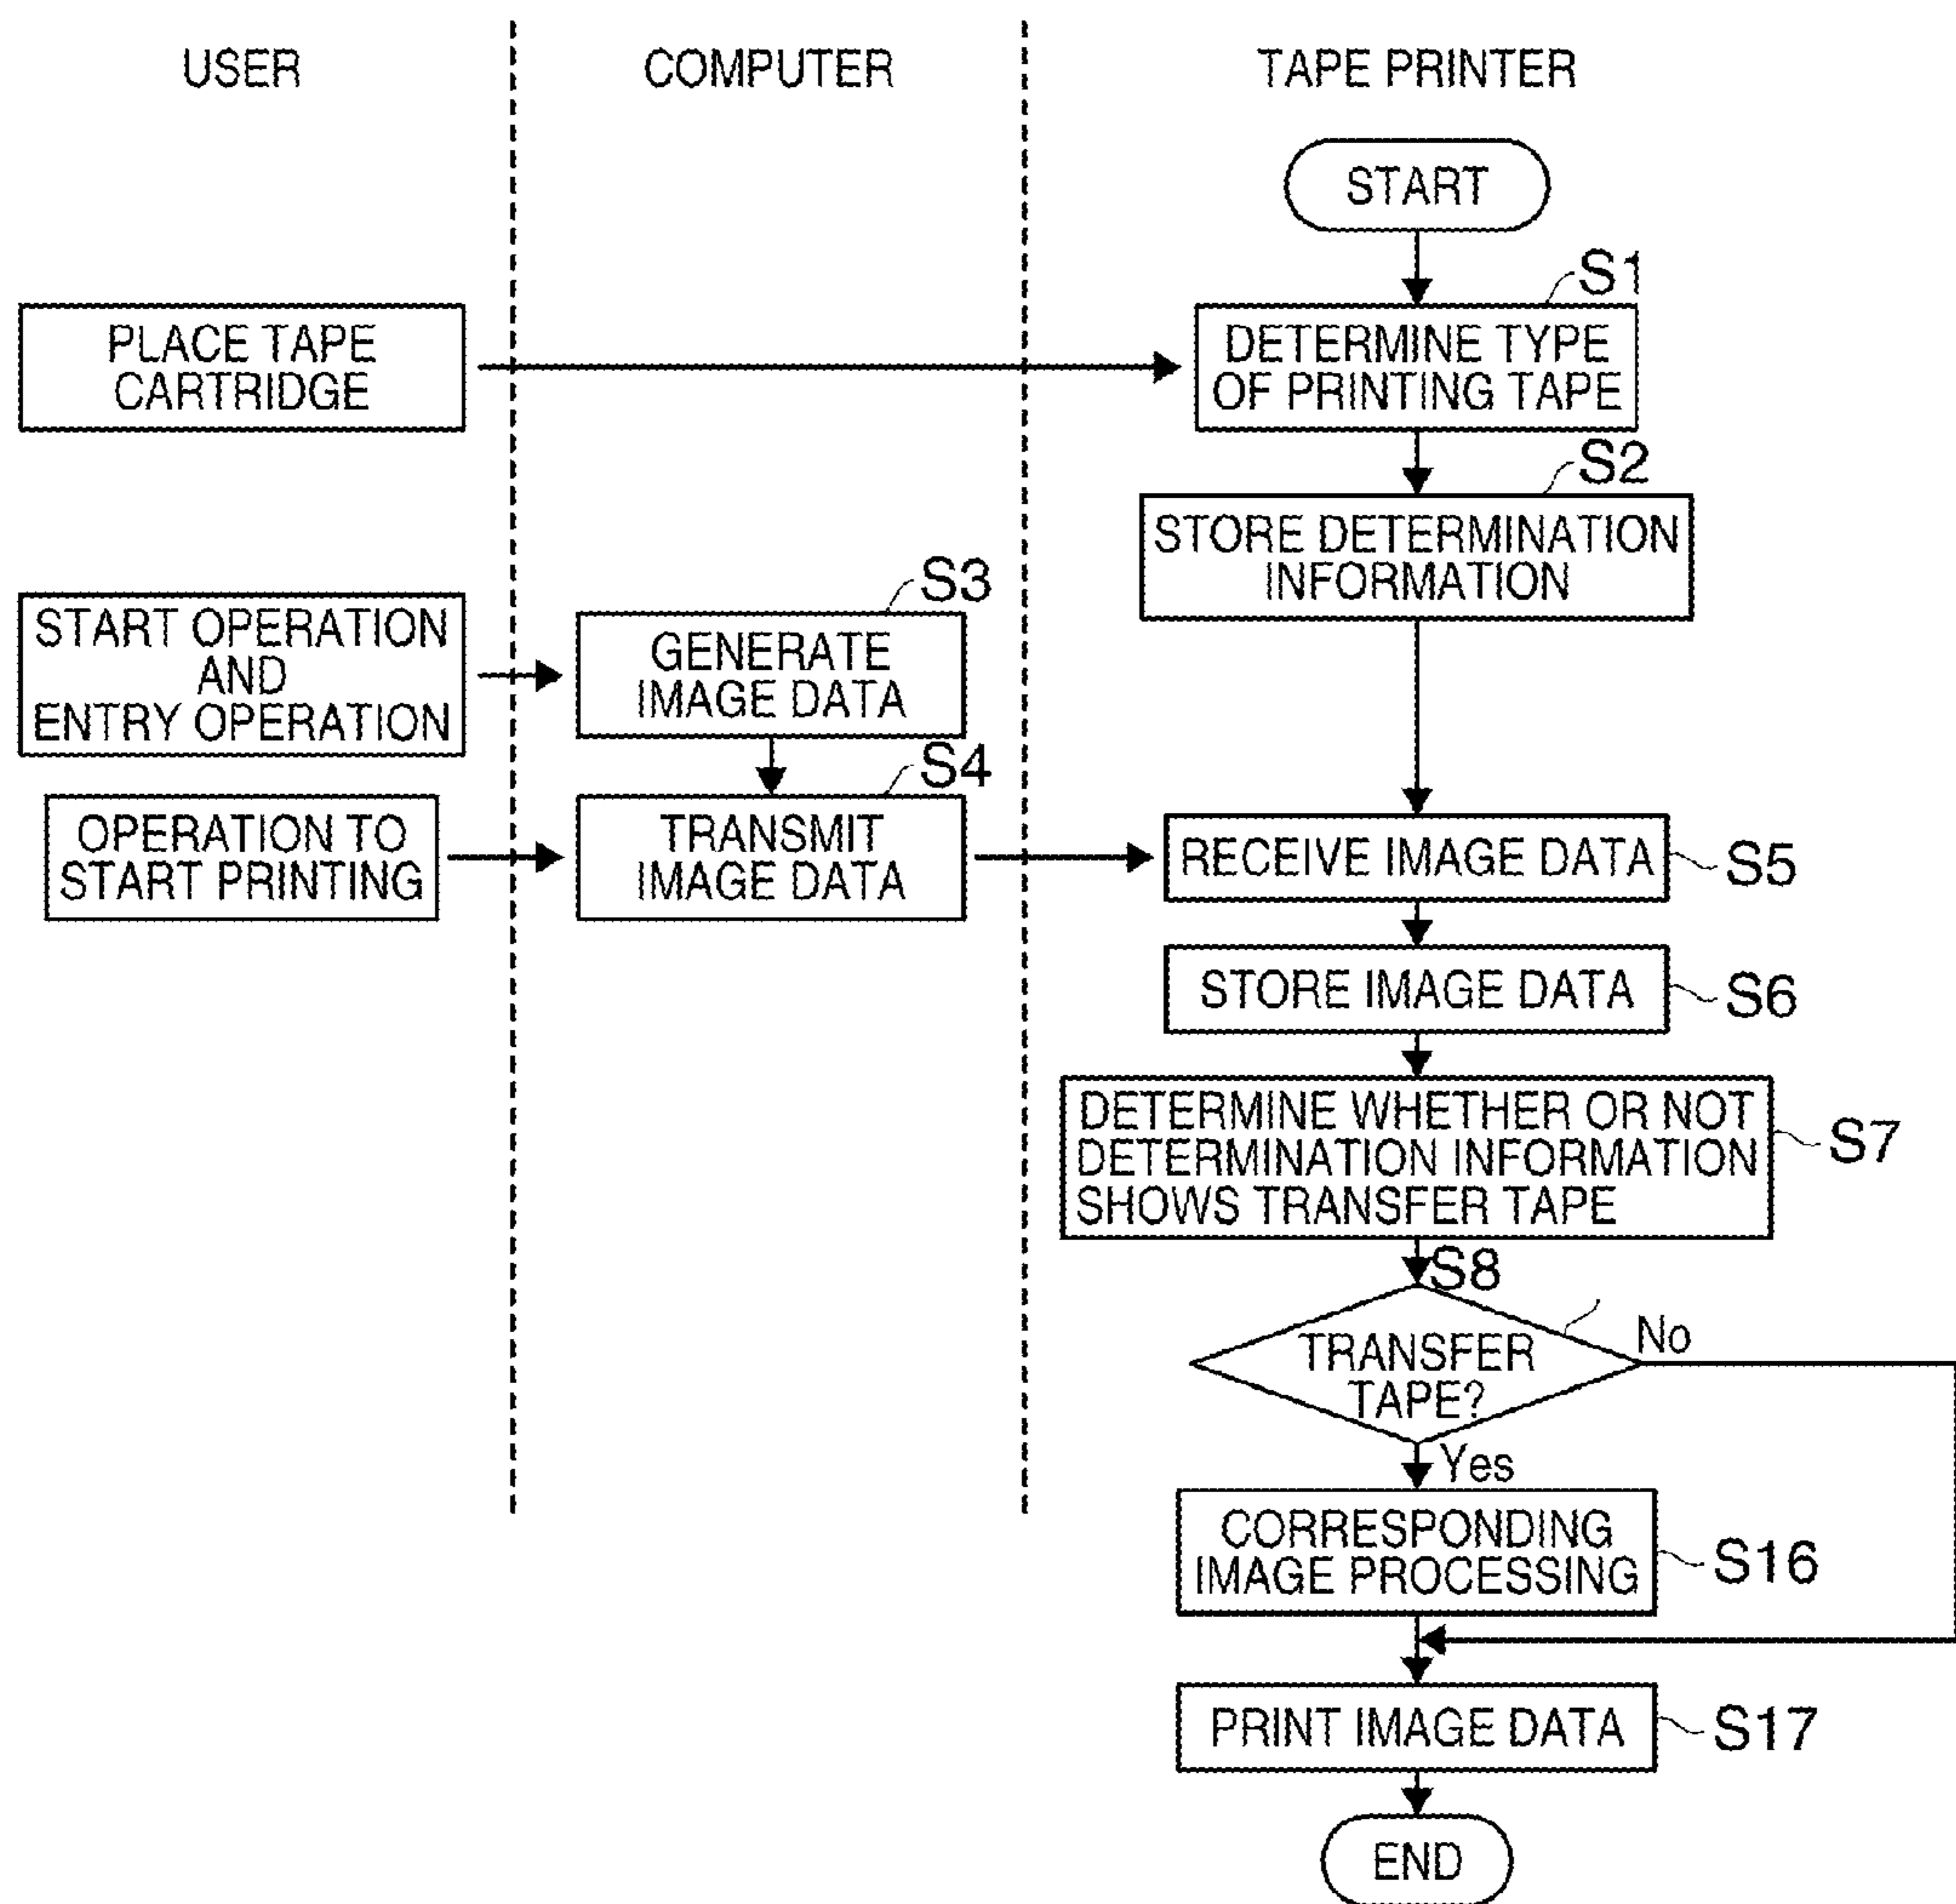 USER
COMPUTER
TAPE PRINTER
START
S1
PLACE TAPE
CARTRIDGE
DETERMINE TYPE
OF PRINTING TAPE
S2
STORE DETERMINATION
INFORMATION
S3
START OPERATION
AND
ENTRY OPERATION
GENERATE
IMAGE DATA
S4
OPERATION TO
START PRINTING
TRANSMIT
IMAGE DATA
RECEIVE IMAGE DATA
S5
STORE IMAGE DATA
S6
DETERMINE WHETHER OR NOT
DETERMINATION INFORMATION
SHOWS TRANSFER TAPE
S7
S8
TRANSFER
TAPE?
No
Yes
CORRESPONDING
IMAGE PROCESSING
S16
PRINT IMAGE DATA
S17
END